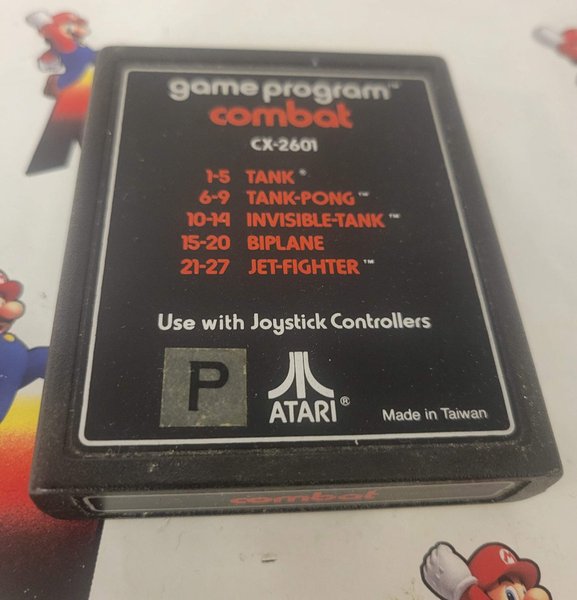 game program™
combat
CX-2601
1-5 TANK®
6-9 TANK-PONG™
10-14 INVISIBLE-TANK™
15-20 BIPLANE
21-27 JET-FIGHTER™
Use with Joystick Controllers
P
ATARI®
Made in Taiwan
combat